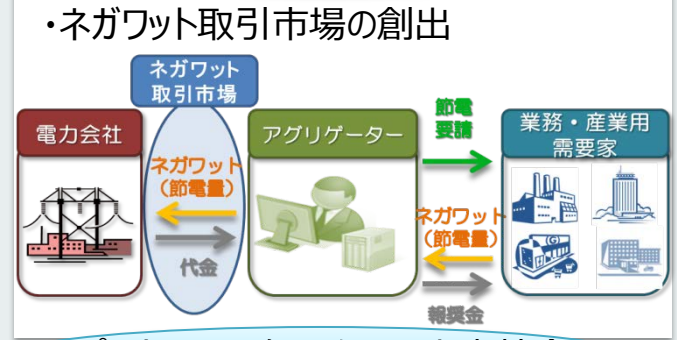 ・ネガワット取引市場の創出
ネガワット
取引市場
電力会社
アグリゲーター
節電
要請
業務・産業用
需要家
ネガワット
（節電量）
代金
ネガワット
（節電量）
報奨金